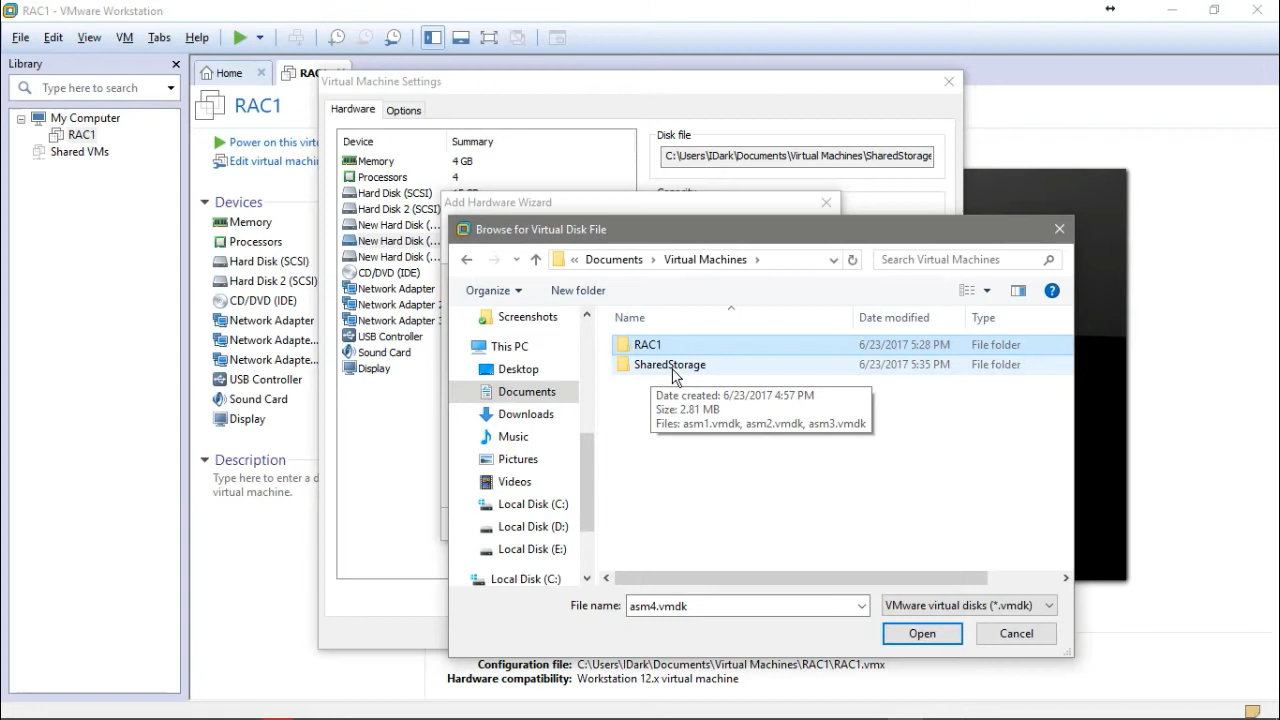 RAC1 - VMware Workstation
File Edit View VM Tabs Help
Library
Type here to search
My Computer
RAC1
Shared VMs
Home
RAC1
Power on this virtu
Edit virtual machin
Devices
Memory
Processors
Hard Disk (SCSI)
Hard Disk 2 (SCSI)
CD/DVD (IDE)
Network Adapter
Network Adapte...
Network Adapte...
USB Controller
Sound Card
Display
Description
Type here to enter a d
virtual machine.
Virtual Machine Settings
Hardware Options
Device Summary
Memory 4 GB
Processors 4
Hard Disk (SCSI)
Hard Disk 2 (SCSI)
New Hard Disk (...
New Hard Disk (...
New Hard Disk (...
CD/DVD (IDE)
Network Adapter
Network Adapter 2
Network Adapter 3
USB Controller
Sound Card
Display
Disk file
C:\Users\IDark\Documents\Virtual Machines\SharedStorage
Add Hardware Wizard
Browse for Virtual Disk File
« Documents > Virtual Machines >
Search Virtual Machines
Organize New folder
Screenshots
This PC
Desktop
Documents
Downloads
Music
Pictures
Videos
Local Disk (C:)
Local Disk (D:)
Local Disk (E:)
Local Disk (C:)
Name Date modified Type
RAC1 6/23/2017 5:28 PM File folder
SharedStorage 6/23/2017 5:35 PM File folder
Date created: 6/23/2017 4:57 PM
Size: 2.81 MB
Files: asm1.vmdk, asm2.vmdk, asm3.vmdk
File name: asm4.vmdk VMware virtual disks (*.vmdk)
Open Cancel
Configuration file: C:\Users\IDark\Documents\Virtual Machines\RAC1\RAC1.vmx
Hardware compatibility: Workstation 12.x virtual machine